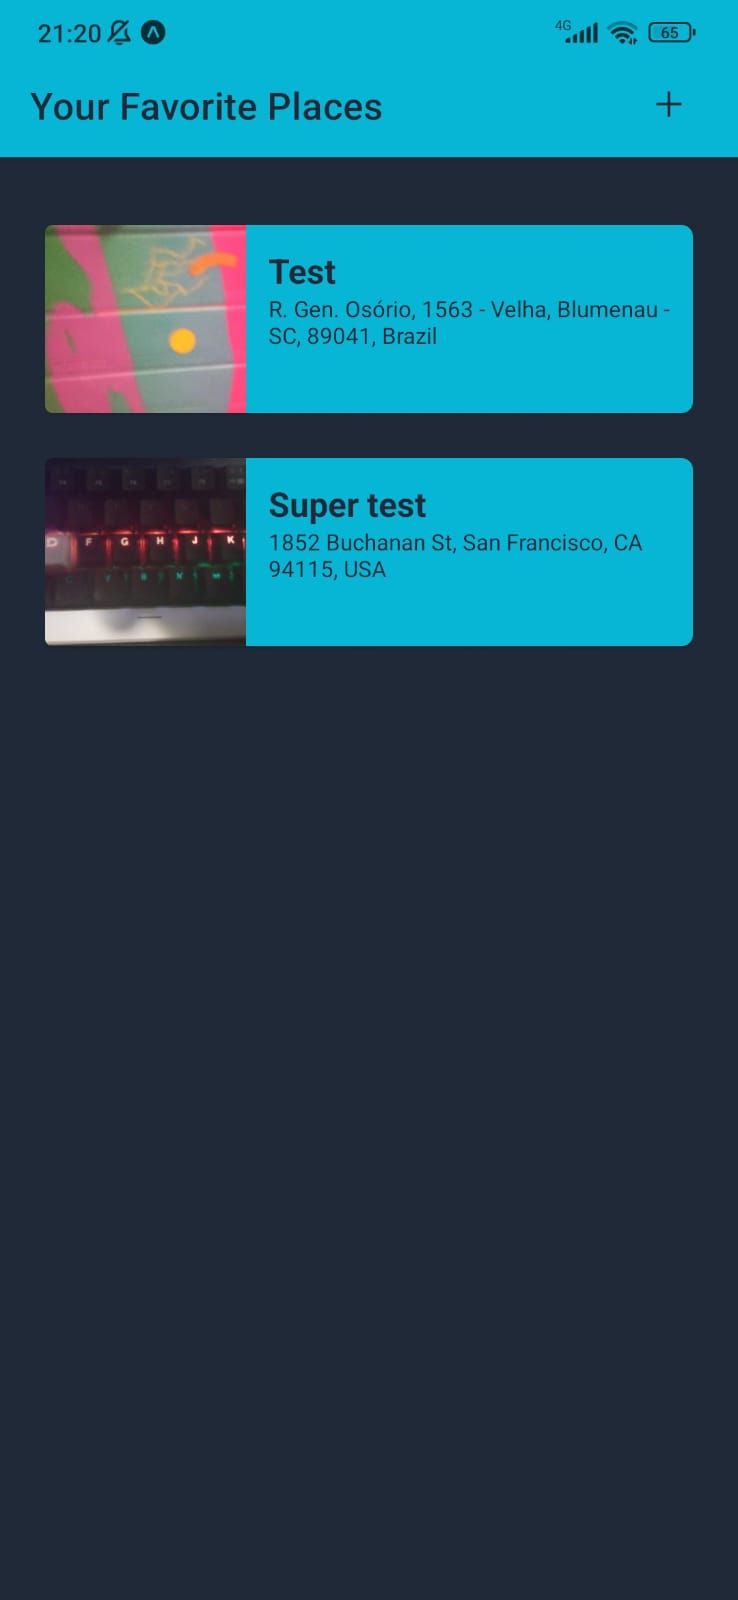 21:20 4G 65
Your Favorite Places
Test
R. Gen. Osório, 1563 - Velha, Blumenau -
SC, 89041, Brazil
Super test
D F G H J K
1852 Buchanan St, San Francisco, CA
94115, USA